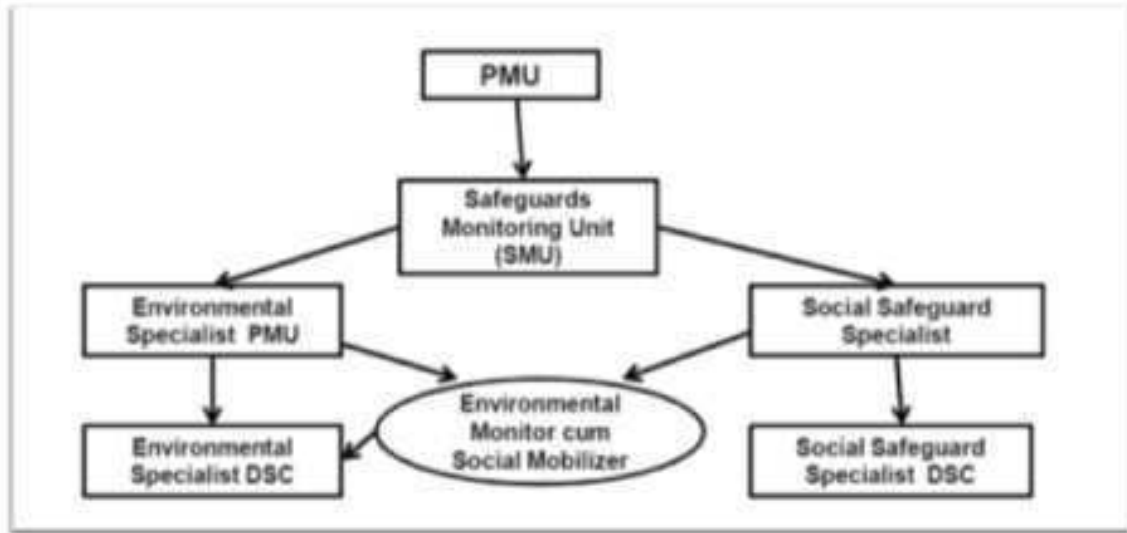 PMU
Safeguards
Monitoring Unit
(SMU)
Environmental
Specialist PMU
Social Safeguard
Specialist
Environmental
Monitor cum
Social Mobilizer
Environmental
Specialist DSC
Social Safeguard
Specialist DSC